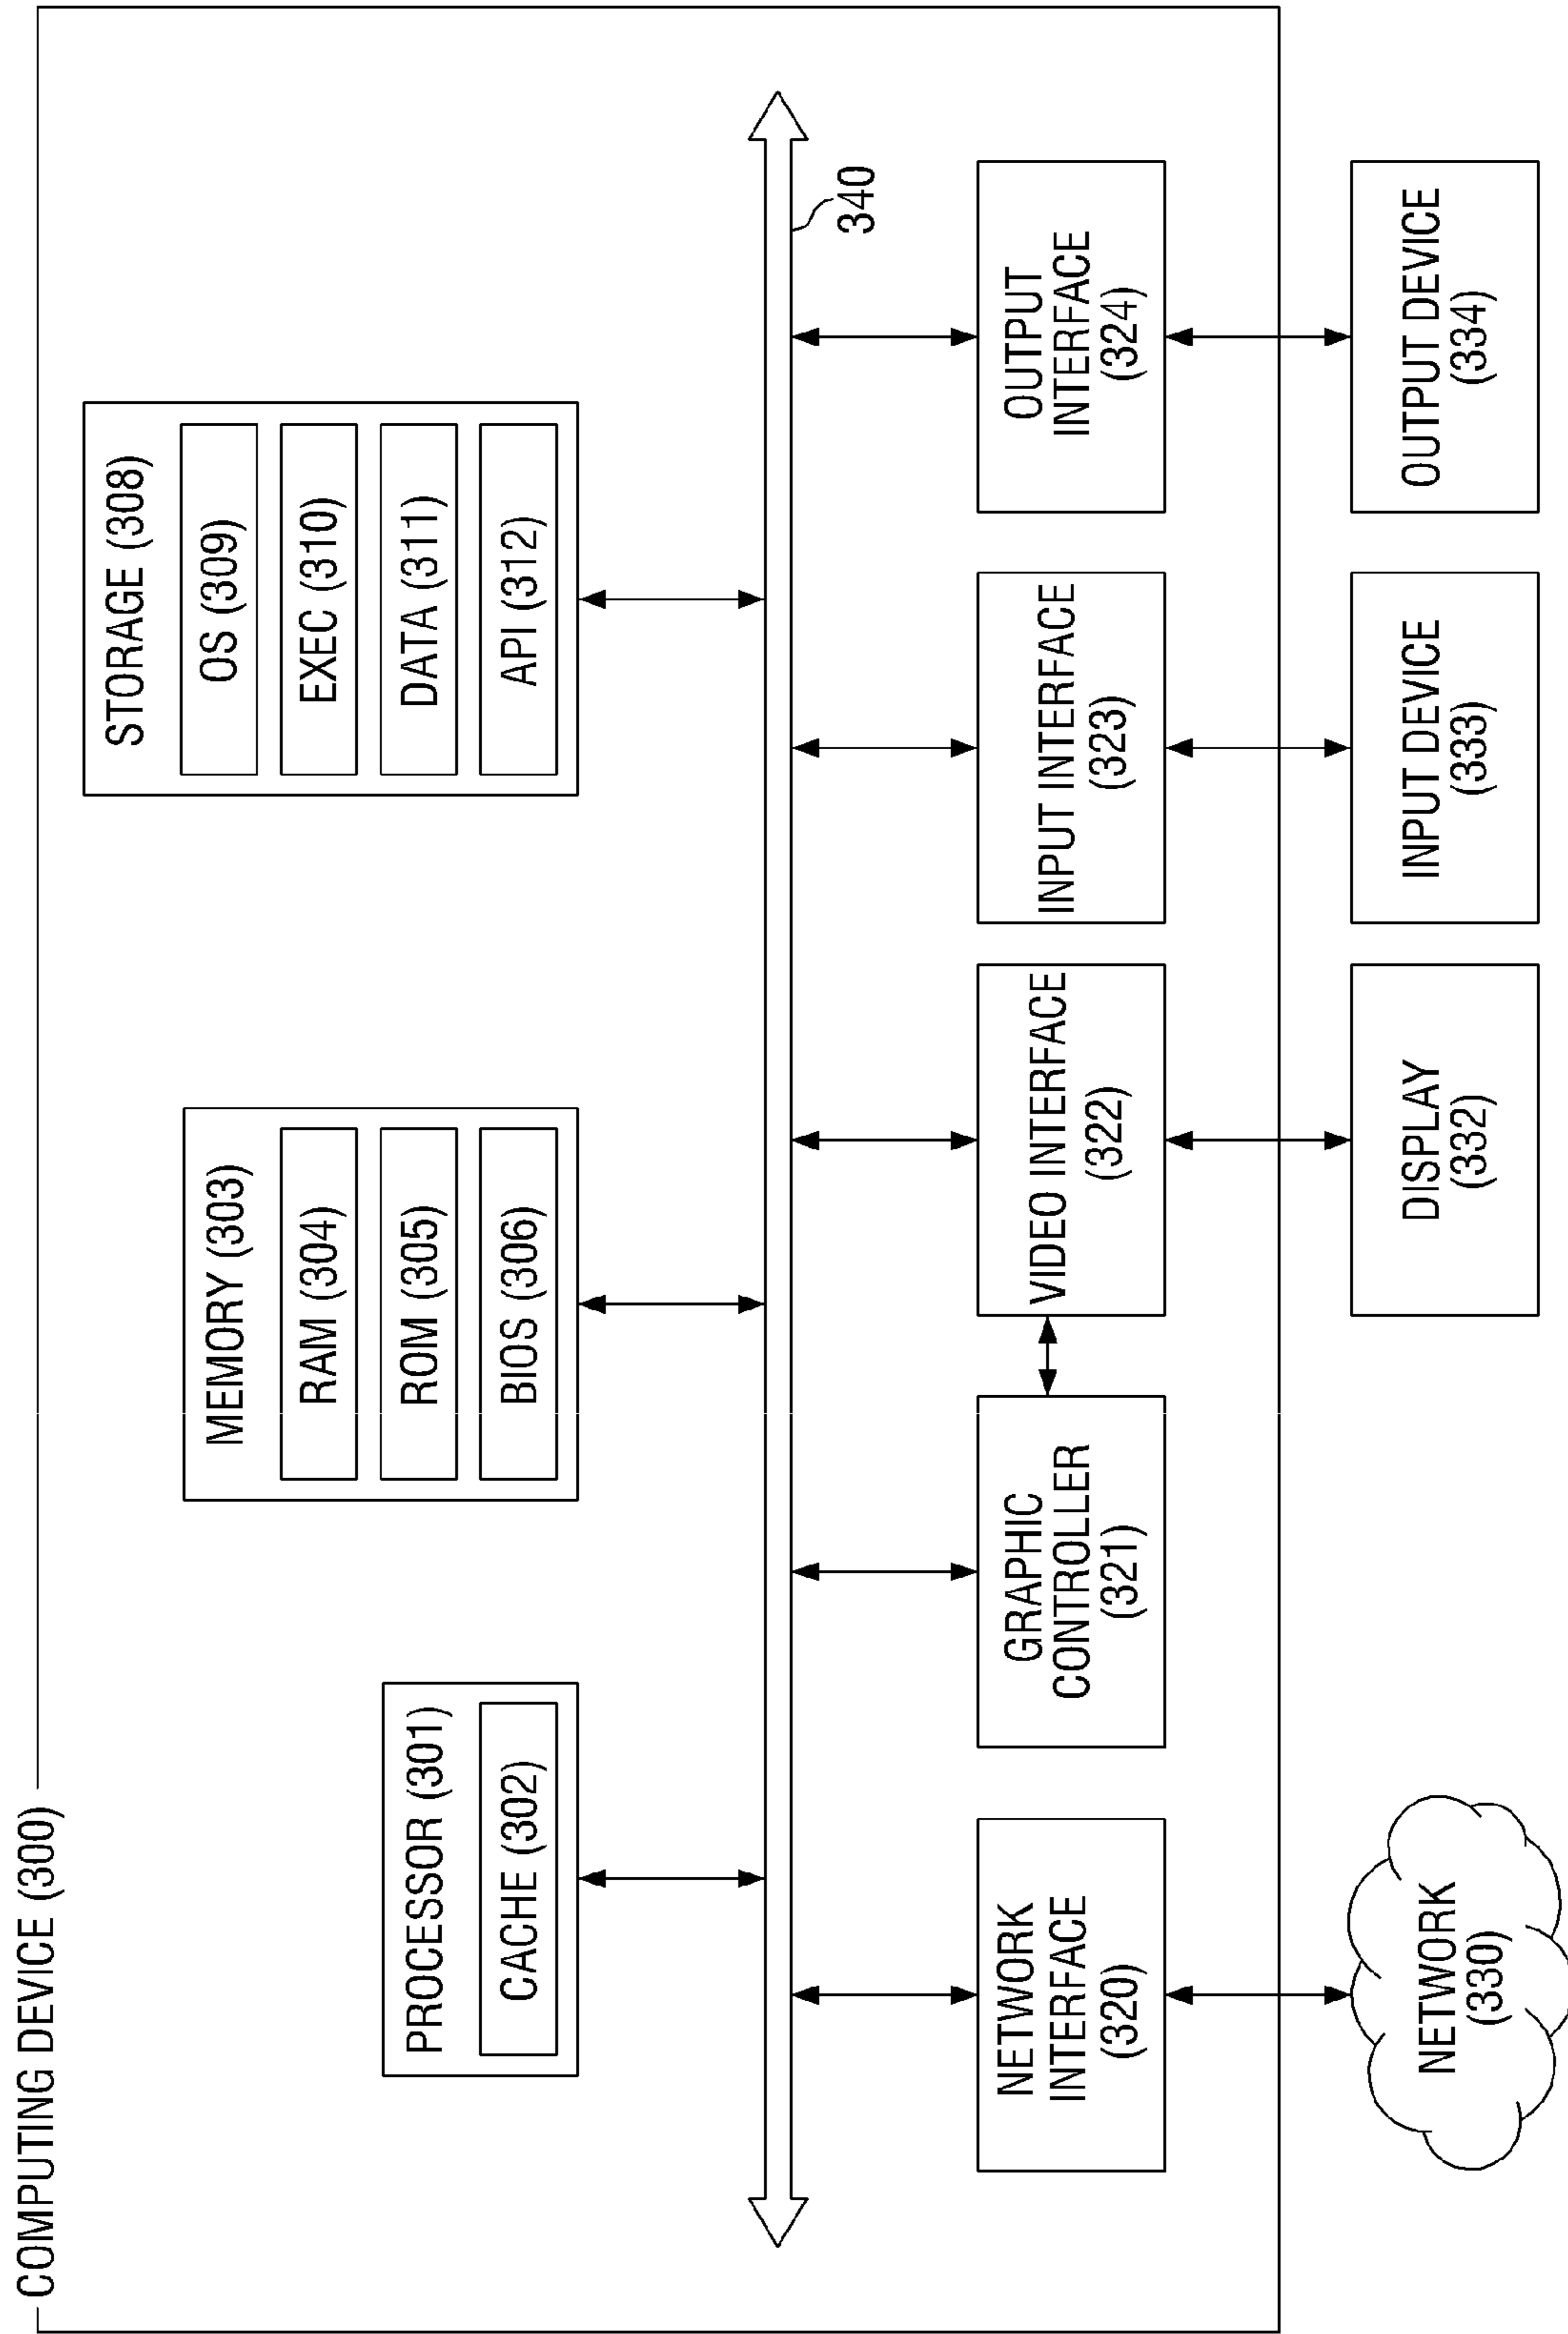 COMPUTING DEVICE (300)
PROCESSOR (301)
CACHE (302)
MEMORY (303)
RAM (304)
ROM (305)
BIOS (306)
STORAGE (308)
OS (309)
EXEC (310)
DATA (311)
API (312)
340
NETWORK
INTERFACE
(320)
GRAPHIC
CONTROLLER
(321)
VIDEO INTERFACE
(322)
INPUT INTERFACE
(323)
OUTPUT
INTERFACE
(324)
NETWORK
(330)
DISPLAY
(332)
INPUT DEVICE
(333)
OUTPUT DEVICE
(334)